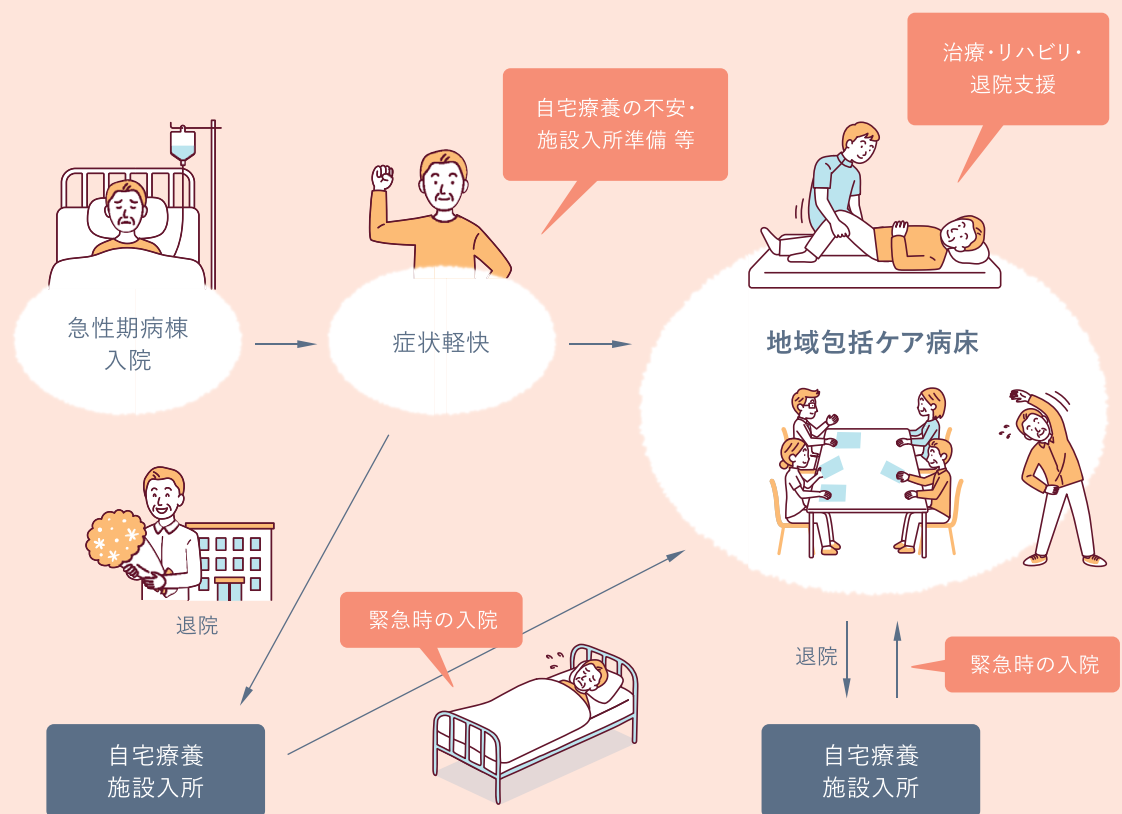 治療・リハビリ・
退院支援
自宅療養の不安・
施設入所準備 等
急性期病棟
入院
症状軽快
地域包括ケア病床
退院
緊急時の入院
退院
緊急時の入院
自宅療養
施設入所
自宅療養
施設入所